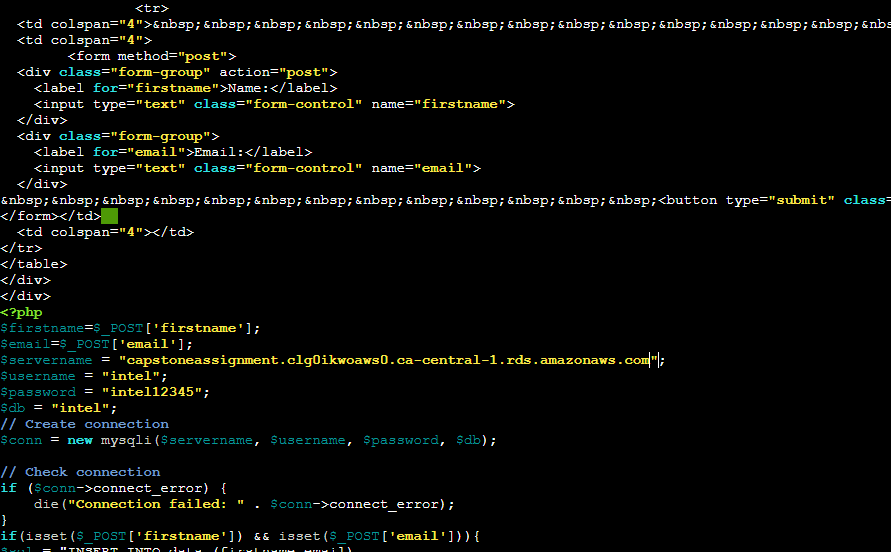 <tr>
<td colspan="4">&nbsp;&nbsp;&nbsp;&nbsp;&nbsp;&nbsp;&nbsp;&nbsp;&nbsp;&nbsp;&nbsp;&nbsp;&nbsp;&nbsp;&nbsp;
<td colspan="4">
<form method="post">
<div class="form-group" action="post">
<label for="firstname">Name:</label>
<input type="text" class="form-control" name="firstname">
</div>
<div class="form-group">
<label for="email">Email:</label>
<input type="text" class="form-control" name="email">
</div>
&nbsp;&nbsp;&nbsp;&nbsp;&nbsp;&nbsp;&nbsp;&nbsp;&nbsp;&nbsp;&nbsp;&nbsp;&nbsp;<button type="submit" class=
</form></td>
<td colspan="4"></td>
</tr>
</table>
</div>
</div>
<?php
$firstname=$_POST['firstname'];
$email=$_POST['email'];
$servername = "capstoneassignment.clg0ikwoaws0.ca-central-1.rds.amazonaws.com";
$username = "intel";
$password = "intel12345";
$db = "intel";
// Create connection
$conn = new mysqli($servername, $username, $password, $db);
// Check connection
if ($conn->connect_error) {
die("Connection failed: " . $conn->connect_error);
}
if(isset($_POST['firstname']) && isset($_POST['email'])){
$sql = "INSERT INTO data (firstname,email)